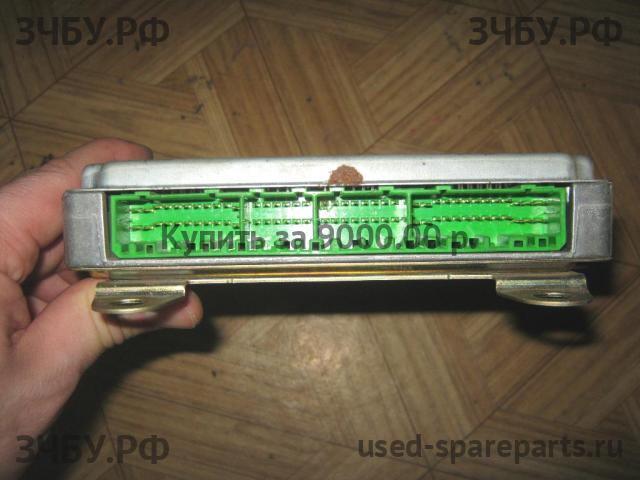 ЗЧБУ.РФ ЗЧБУ.РФ
Купить за 9000.00 р.
ЗЧБУ.РФ used-spareparts.ru